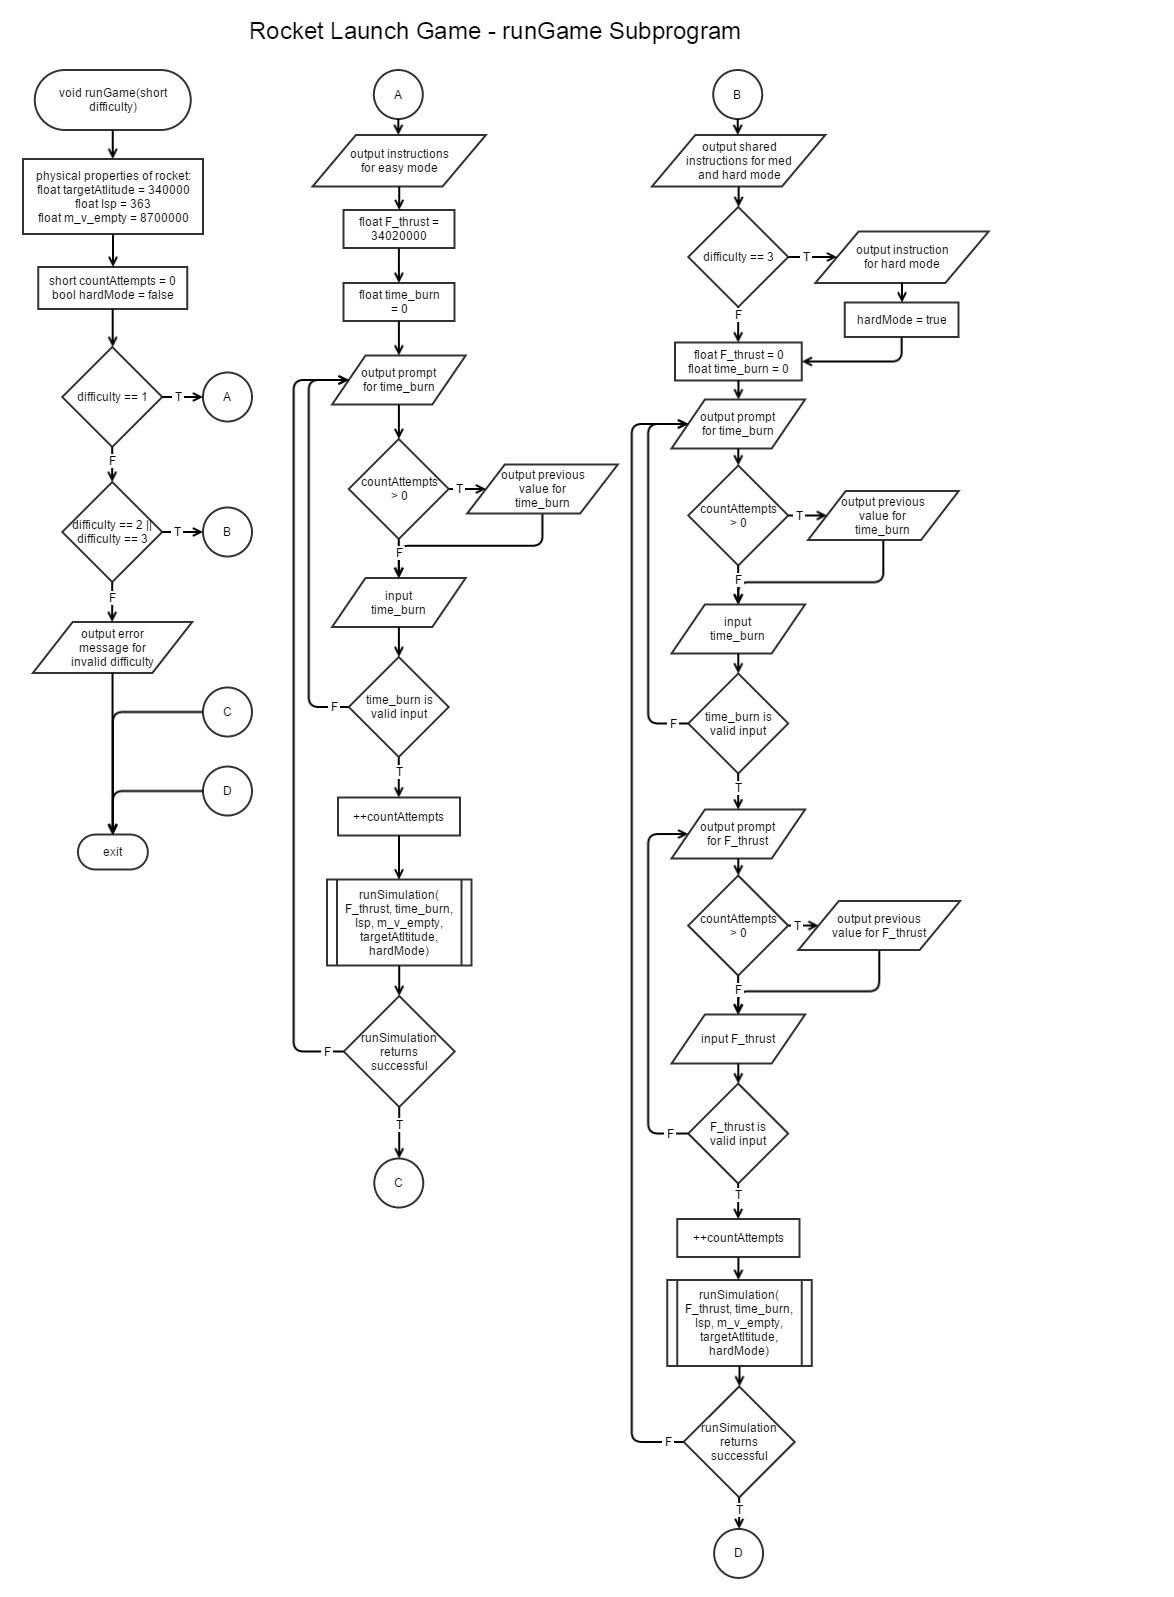 Rocket Launch Game - runGame Subprogram
void runGame(short
difficulty)
physical properties of rocket:
float targetAtlitude = 340000
float Isp = 363
float m_v_empty = 8700000
short countAttempts = 0
bool hardMode = false
difficulty == 1
T
A
F
difficulty == 2 ||
difficulty == 3
T
B
F
output error
message for
invalid difficulty
C
D
exit
A
output instructions
for easy mode
float F_thrust =
34020000
float time_burn
= 0
output prompt
for time_burn
countAttempts
> 0
T
output previous
value for
time_burn
F
input
time_burn
time_burn is
valid input
F
T
++countAttempts
runSimulation(
F_thrust, time_burn,
Isp, m_v_empty,
targetAtltitude,
hardMode)
runSimulation
returns
successful
F
T
C
B
output shared
instructions for med
and hard mode
difficulty == 3
T
output instruction
for hard mode
F
hardMode = true
float F_thrust = 0
float time_burn = 0
output prompt
for time_burn
countAttempts
> 0
T
output previous
value for
time_burn
F
input
time_burn
time_burn is
valid input
F
T
output prompt
for F_thrust
countAttempts
> 0
T
output previous
value for F_thrust
F
input F_thrust
F_thrust is
valid input
F
T
++countAttempts
runSimulation(
F_thrust, time_burn,
Isp, m_v_empty,
targetAtltitude,
hardMode)
runSimulation
returns
successful
F
T
D